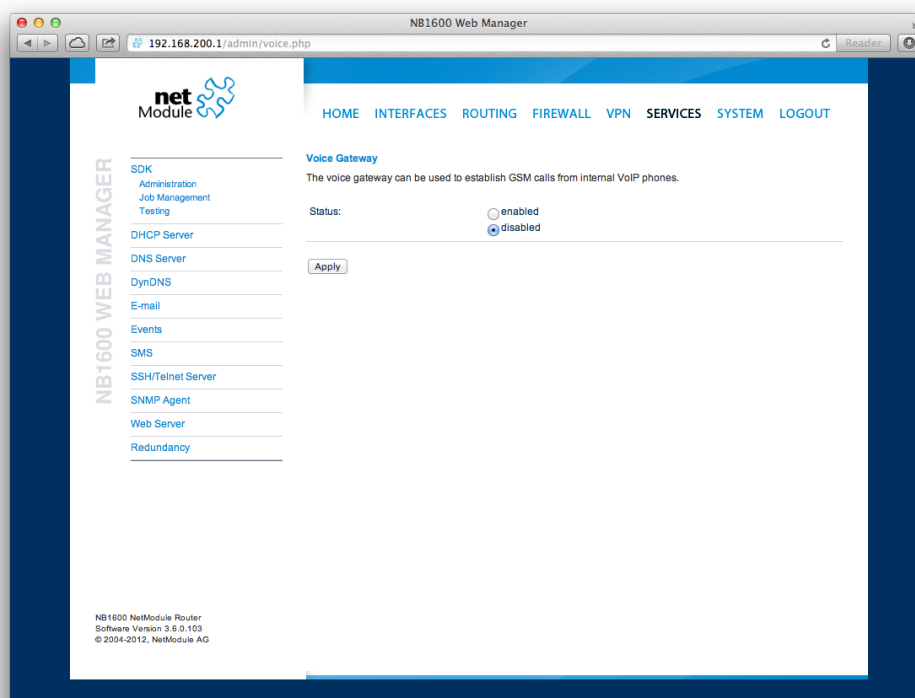 NB1600 Web Manager
192.168.200.1/admin/voice.php
Reader
net
Module
HOME INTERFACES ROUTING FIREWALL VPN SERVICES SYSTEM LOGOUT
NB1600 WEB MANAGER
SDK
Administration
Job Management
Testing
DHCP Server
DNS Server
DynDNS
E-mail
Events
SMS
SSH/Telnet Server
SNMP Agent
Web Server
Redundancy
Voice Gateway
The voice gateway can be used to establish GSM calls from internal VoIP phones.
Status: enabled
disabled
Apply
NB1600 NetModule Router
Software Version 3.6.0.103
© 2004-2012, NetModule AG